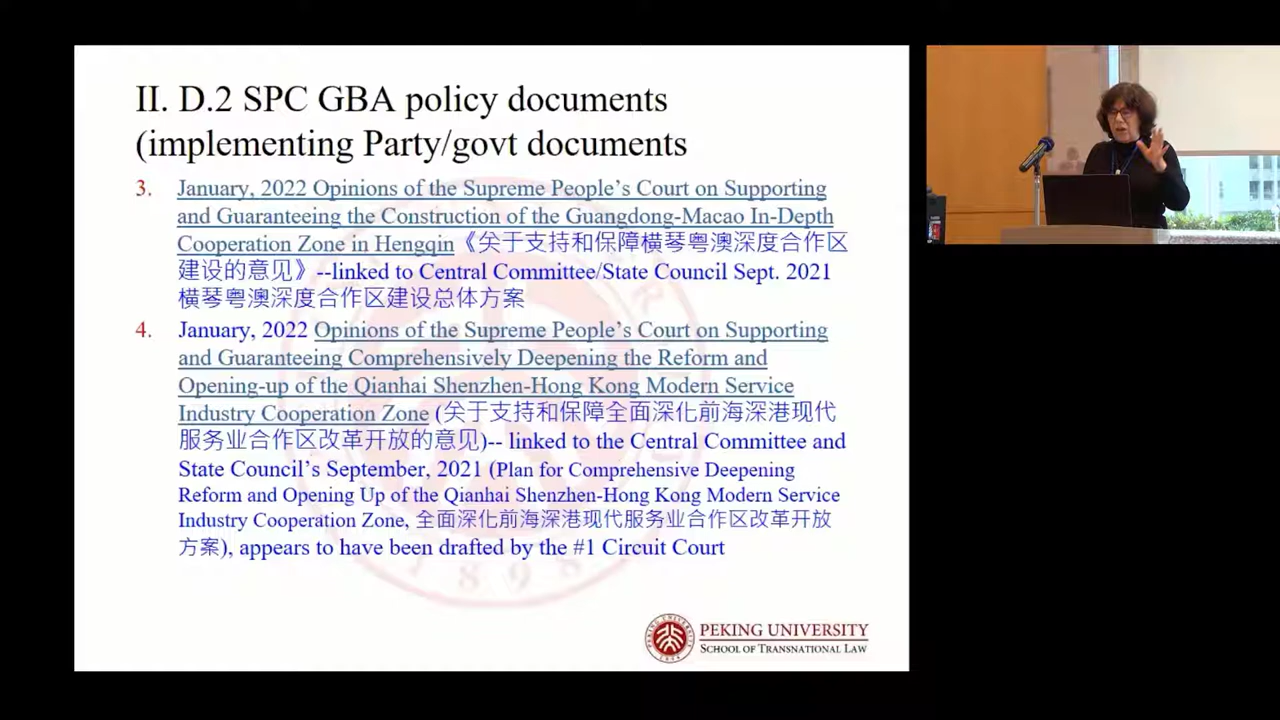 II. D.2 SPC GBA policy documents
(implementing Party/govt documents
3. January, 2022 Opinions of the Supreme People's Court on Supporting
and Guaranteeing the Construction of the Guangdong-Macao In-Depth
Cooperation Zone in Hengqin《关于支持和保障横琴粤澳深度合作区
建设的意见》--linked to Central Committee/State Council Sept. 2021
横琴粤澳深度合作区建设总体方案
4. January, 2022 Opinions of the Supreme People's Court on Supporting
and Guaranteeing Comprehensively Deepening the Reform and
Opening-up of the Qianhai Shenzhen-Hong Kong Modern Service
Industry Cooperation Zone (关于支持和保障全面深化前海深港现代
服务业合作区改革开放的意见)-- linked to the Central Committee and
State Council's September, 2021 (Plan for Comprehensive Deepening
Reform and Opening Up of the Qianhai Shenzhen-Hong Kong Modern Service
Industry Cooperation Zone, 全面深化前海深港现代服务业合作区改革开放
方案), appears to have been drafted by the #1 Circuit Court
1898
PEKING UNIVERSITY
SCHOOL OF TRANSNATIONAL LAW